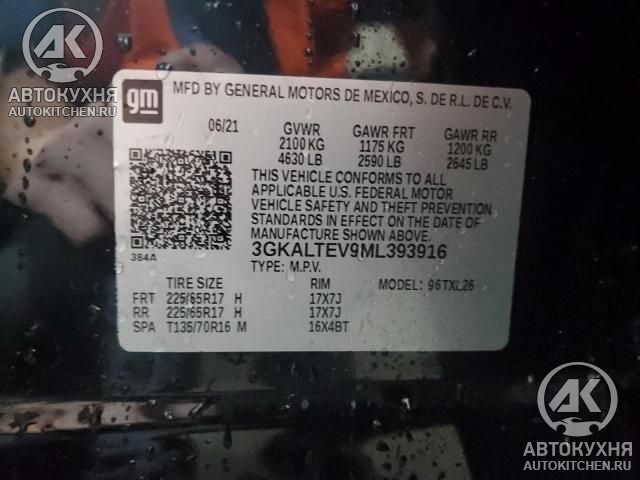 AK
АВТОКУХНЯ
AUTOKITCHEN.RU
gm
MFD BY GENERAL MOTORS DE MEXICO, S. DE R.L. DE C.V.
06/21 GVWR GAWR FRT GAWR RR
2100 KG 1175 KG 1200 KG
4630 LB 2590 LB 2645 LB
THIS VEHICLE CONFORMS TO ALL
APPLICABLE U.S. FEDERAL MOTOR
VEHICLE SAFETY AND THEFT PREVENTION
STANDARDS IN EFFECT ON THE DATE OF
MANUFACTURE SHOWN ABOVE.
384A
3GKALTEV9ML393916
TYPE: M.P.V. MODEL: 96TXL26
TIRE SIZE RIM
FRT 225/65R17 H 17X7J
RR 225/65R17 H 17X7J
SPA T135/70R16 M 16X4BT
AK
АВТОКУХНЯ
AUTOKITCHEN.RU